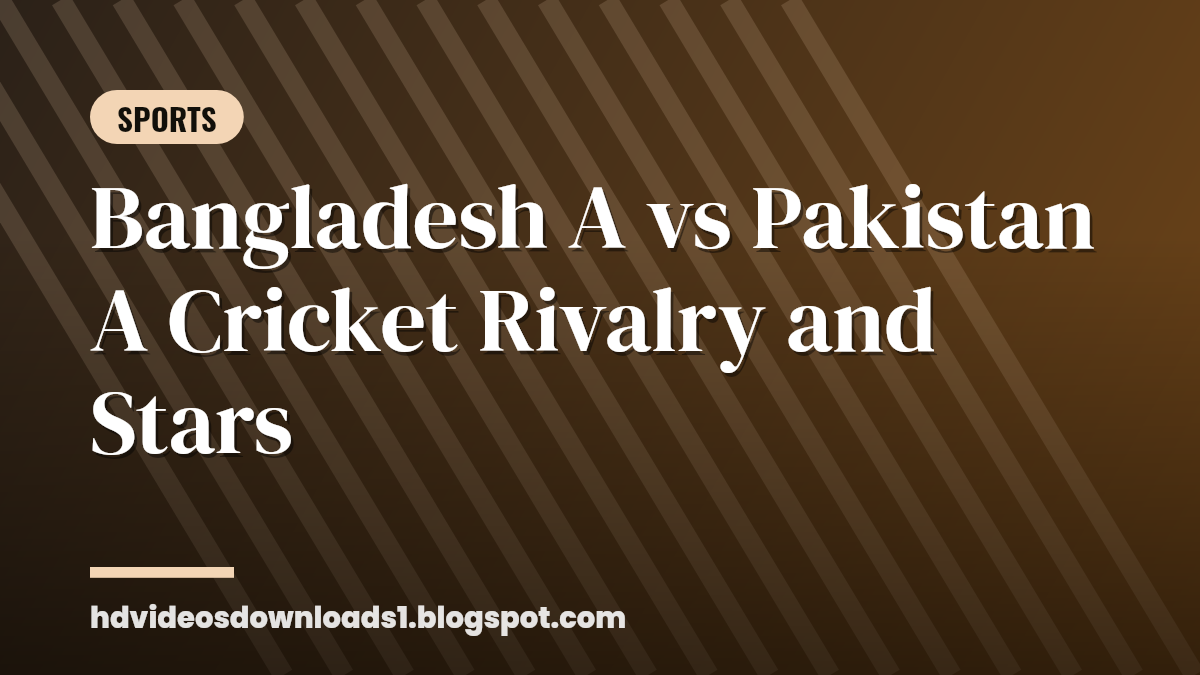 SPORTS
Bangladesh A vs Pakistan
A Cricket Rivalry and
Stars
hdvideosdownloads1.blogspot.com